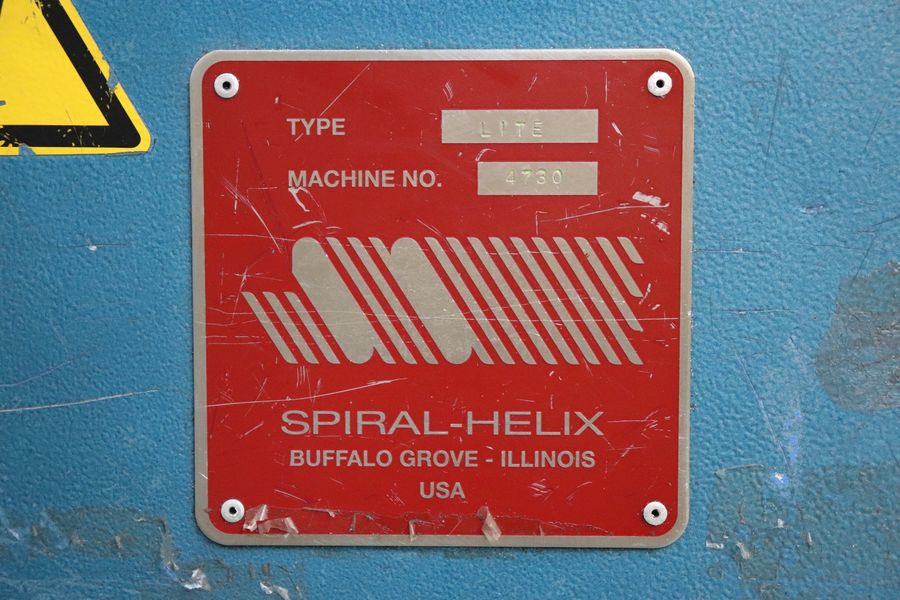 TYPE LITE
MACHINE NO. 4730
SPIRAL-HELIX
BUFFALO GROVE - ILLINOIS
USA